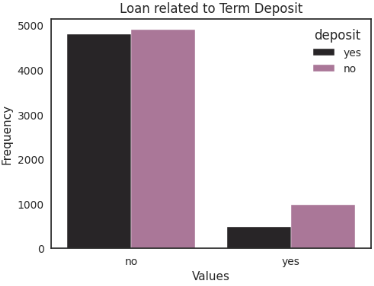 Loan related to Term Deposit
deposit
yes
no
Frequency
5000
4000
3000
2000
1000
0
no
yes
Values